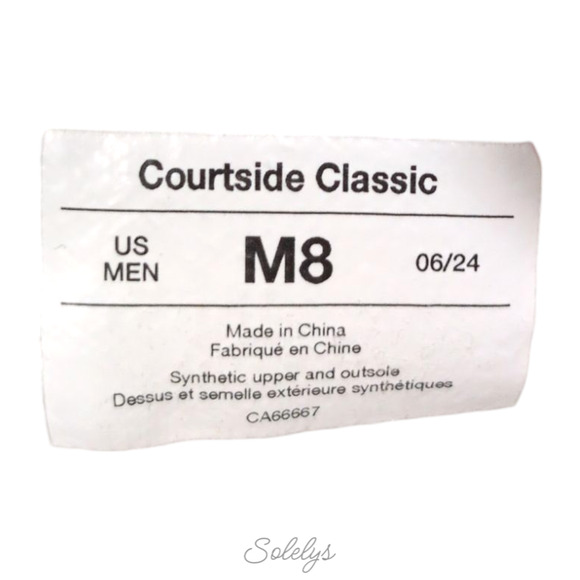 Courtside Classic
US
MEN
M8
06/24
Made in China
Fabriqué en Chine
Synthetic upper and outsole
Dessus et semelle extérieure synthétiques
CA66667
Solelys